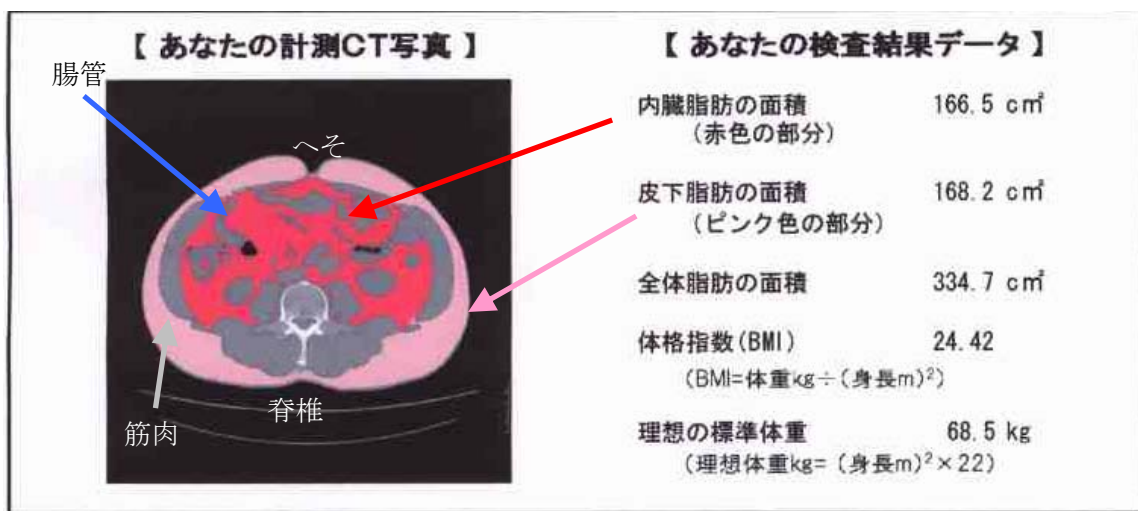 【 あなたの計測CT写真 】
腸管
へそ
脊椎
筋肉
【 あなたの検査結果データ 】
内臓脂肪の面積 166.5 c㎡
(赤色の部分)
皮下脂肪の面積 168.2 c㎡
(ピンク色の部分)
全体脂肪の面積 334.7 c㎡
体格指数(BMI) 24.42
(BMI=体重kg÷(身長m)²)
理想の標準体重 68.5 kg
(理想体重kg= (身長m)²×22)